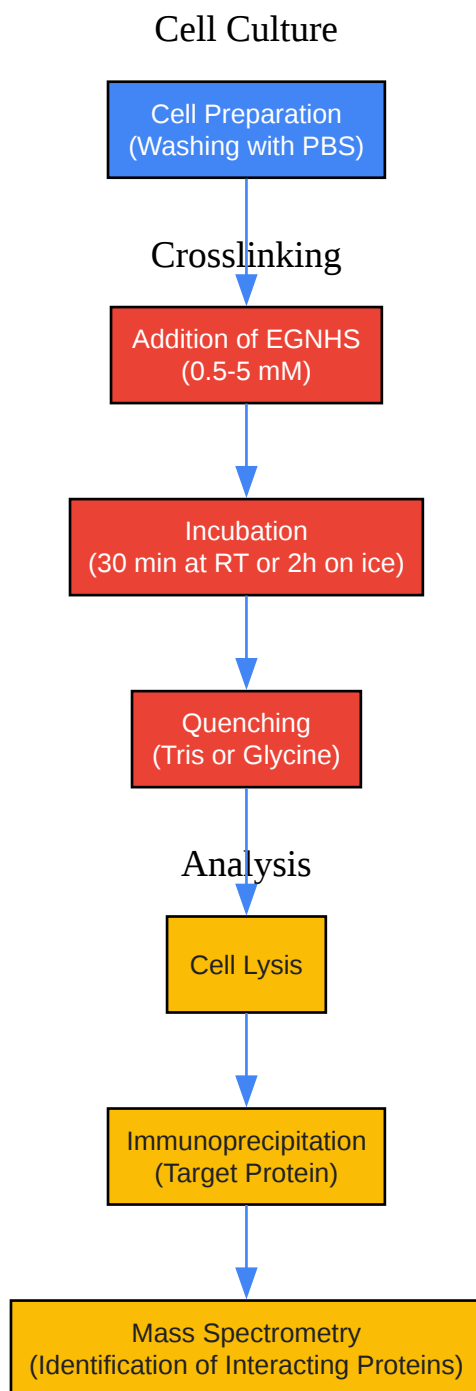 Cell Culture
Cell Preparation
(Washing with PBS)
Crosslinking
Addition of EGNHS
(0.5-5 mM)
Incubation
(30 min at RT or 2h on ice)
Quenching
(Tris or Glycine)
Analysis
Cell Lysis
Immunoprecipitation
(Target Protein)
Mass Spectrometry
(Identification of Interacting Proteins)